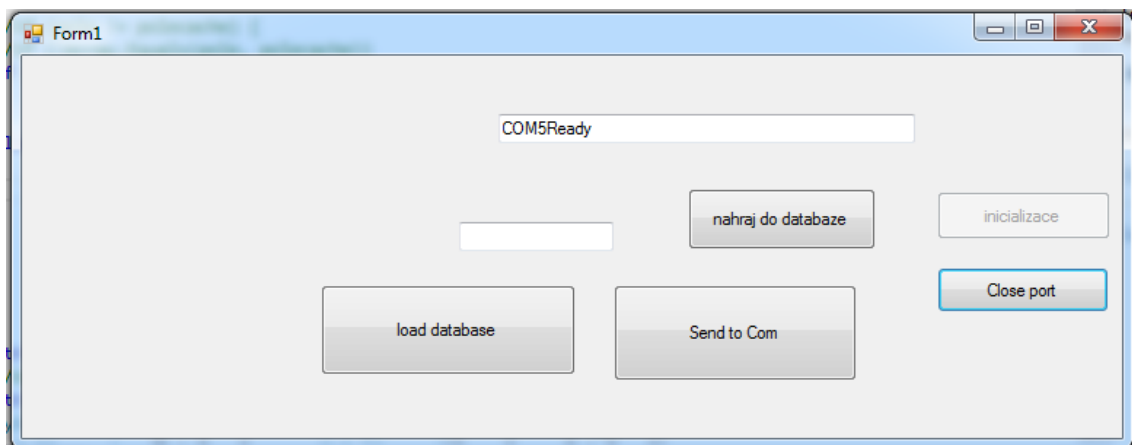 Form1
COM5Ready
nahraj do databaze
inicializace
Close port
load database
Send to Com